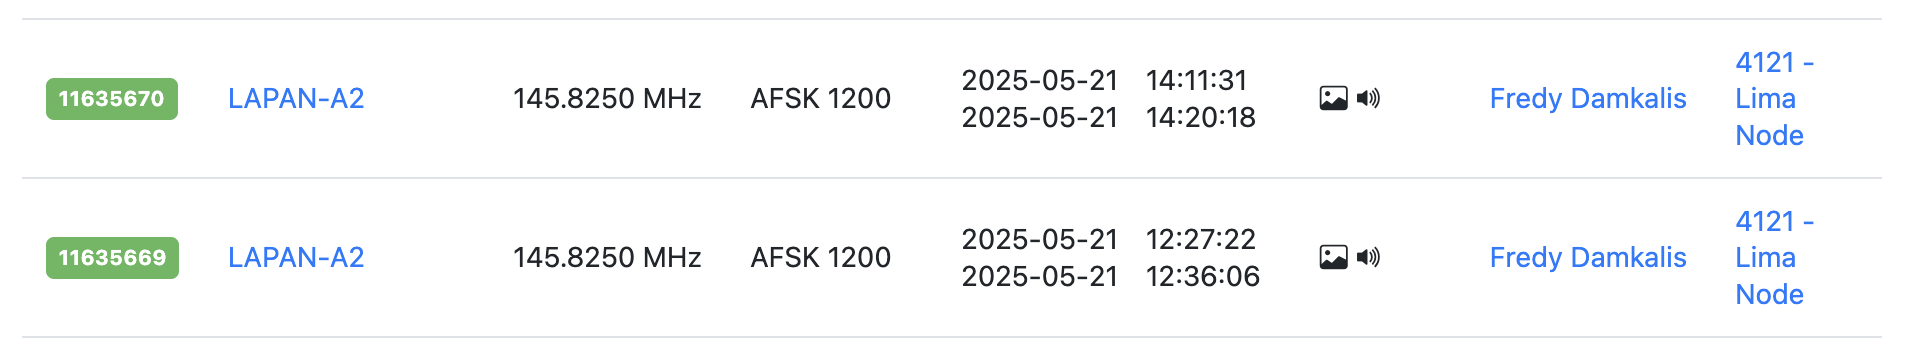 11635670 LAPAN-A2 145.8250 MHz AFSK 1200 2025-05-21 14:11:31
2025-05-21 14:20:18
Fredy Damkalis
4121 -
Lima
Node
11635669 LAPAN-A2 145.8250 MHz AFSK 1200 2025-05-21 12:27:22
2025-05-21 12:36:06
Fredy Damkalis
4121 -
Lima
Node